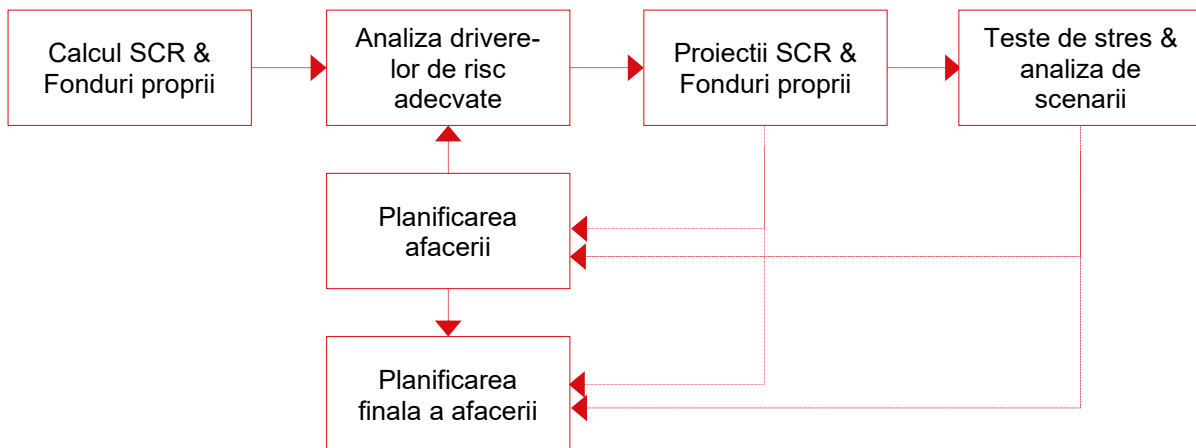 Calcul SCR &
Fonduri proprii
Analiza drivere-
lor de risc
adecvate
Proiectii SCR &
Fonduri proprii
Teste de stres &
analiza de
scenarii
Planificarea
afacerii
Planificarea
finala a afacerii